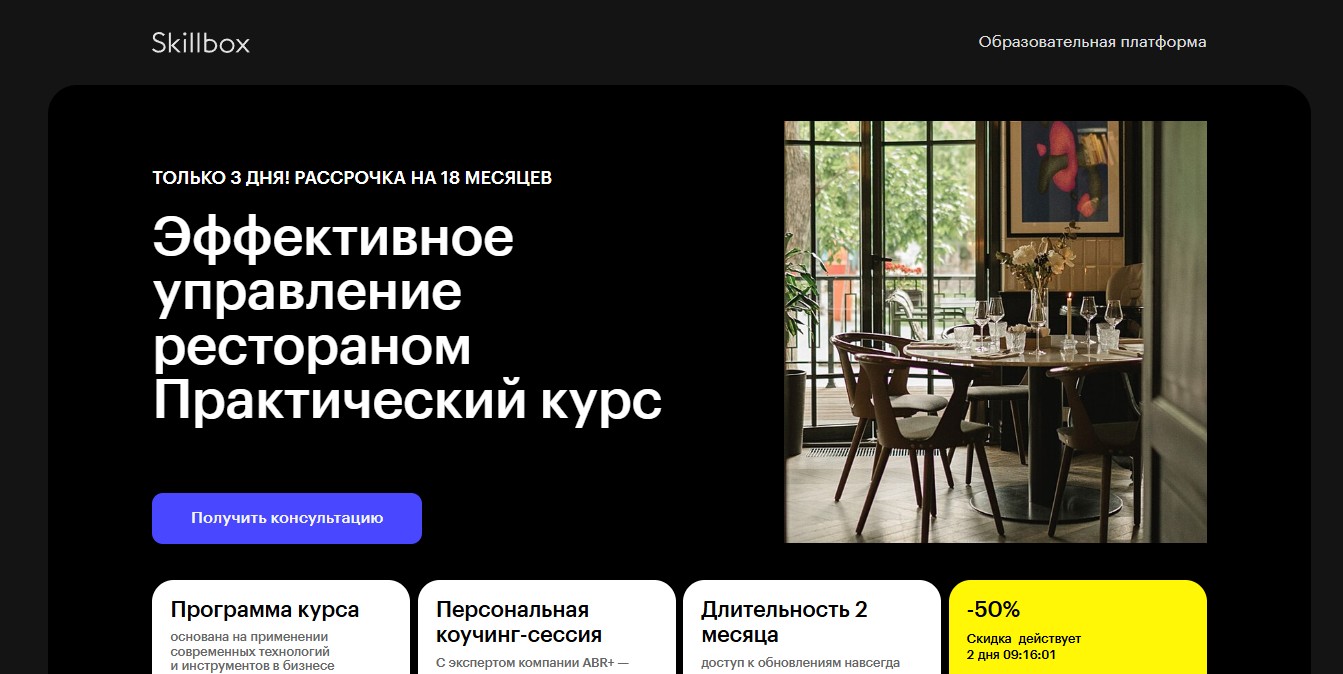 Skillbox
Образовательная платформа
ТОЛЬКО 3 ДНЯ! РАССРОЧКА НА 18 МЕСЯЦЕВ
Эффективное
управление
рестораном
Практический курс
Получить консультацию
Программа курса
основана на применении
современных технологий
и инструментов в бизнесе
Персональная
коучинг-сессия
С экспертом компании ABR+ —
Длительность 2
месяца
доступ к обновлениям навсегда
-50%
Скидка  действует
2 дня 09:16:01